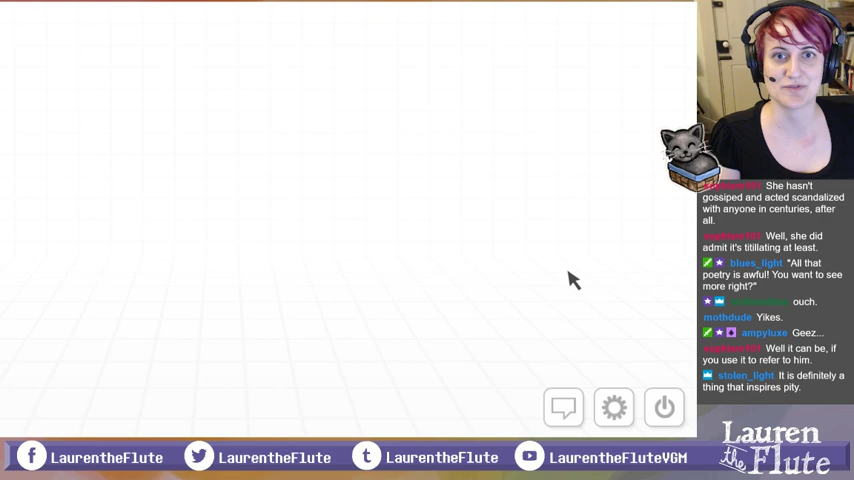 She hasn't
gossiped and acted scandalized
with anyone in centuries, after
all.
Well, she did
admit it's titillating at least.
blues_light "All that
poetry is awful! You want to see
more right?"
ouch.
mothdude Yikes.
ampyluxe Geez...
Well it can be, if
you use it to refer to him.
stolen_light It is definitely a
thing that inspires pity.
Lauren
the Flute
LaurentheFlute LaurentheFlute LaurentheFlute LaurentheFluteVGM